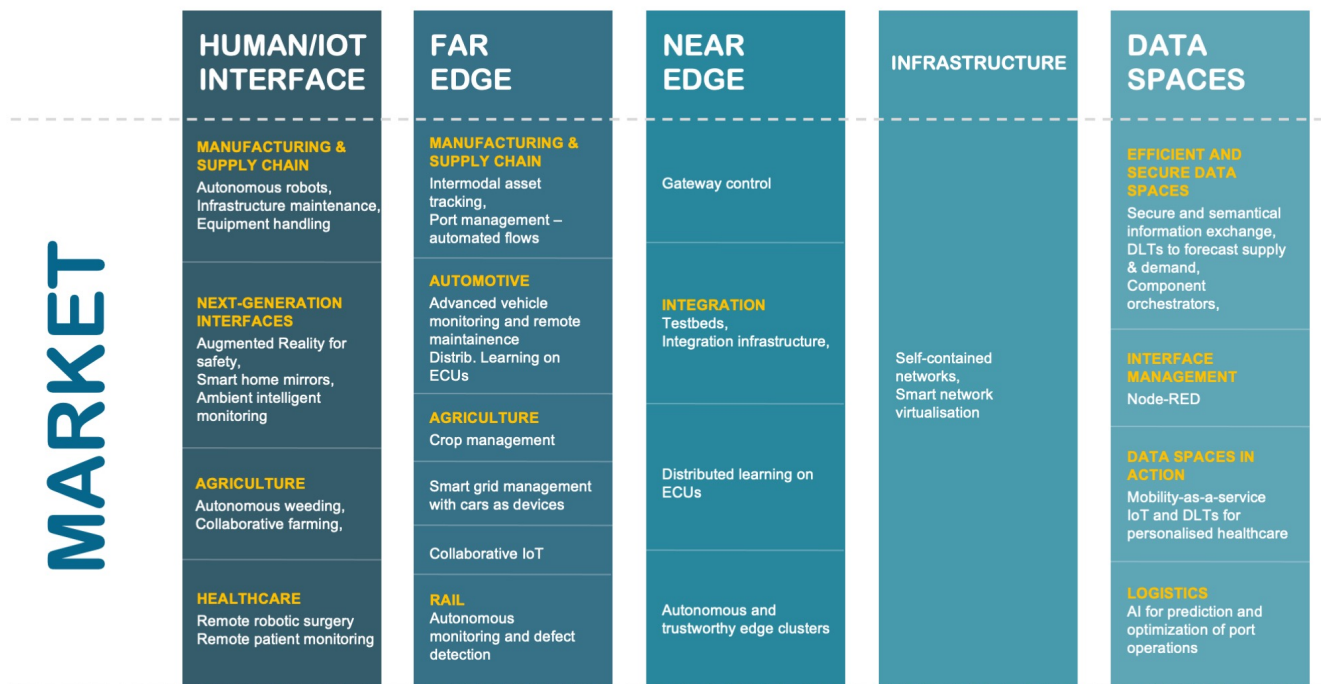 MARKET
HUMAN/IOT
INTERFACE
MANUFACTURING &
SUPPLY CHAIN
Autonomous robots,
Infrastructure maintenance,
Equipment handling
NEXT-GENERATION
INTERFACES
Augmented Reality for
safety,
Smart home mirrors,
Ambient intelligent
monitoring
AGRICULTURE
Autonomous weeding,
Collaborative farming,
HEALTHCARE
Remote robotic surgery
Remote patient monitoring
FAR
EDGE
MANUFACTURING &
SUPPLY CHAIN
Intermodal asset
tracking,
Port management –
automated flows
AUTOMOTIVE
Advanced vehicle
monitoring and remote
maintainence
Distrib. Learning on
ECUs
AGRICULTURE
Crop management
Smart grid management
with cars as devices
Collaborative IoT
RAIL
Autonomous
monitoring and defect
detection
NEAR
EDGE
Gateway control
INTEGRATION
Testbeds,
Integration infrastructure,
Distributed learning on
ECUs
Autonomous and
trustworthy edge clusters
INFRASTRUCTURE
Self-contained
networks,
Smart network
virtualisation
DATA
SPACES
EFFICIENT AND
SECURE DATA
SPACES
Secure and semantical
information exchange,
DLTs to forecast supply
& demand,
Component
orchestrators,
INTERFACE
MANAGEMENT
Node-RED
DATA SPACES IN
ACTION
Mobility-as-a-service
IoT and DLTs for
personalised healthcare
LOGISTICS
AI for prediction and
optimization of port
operations